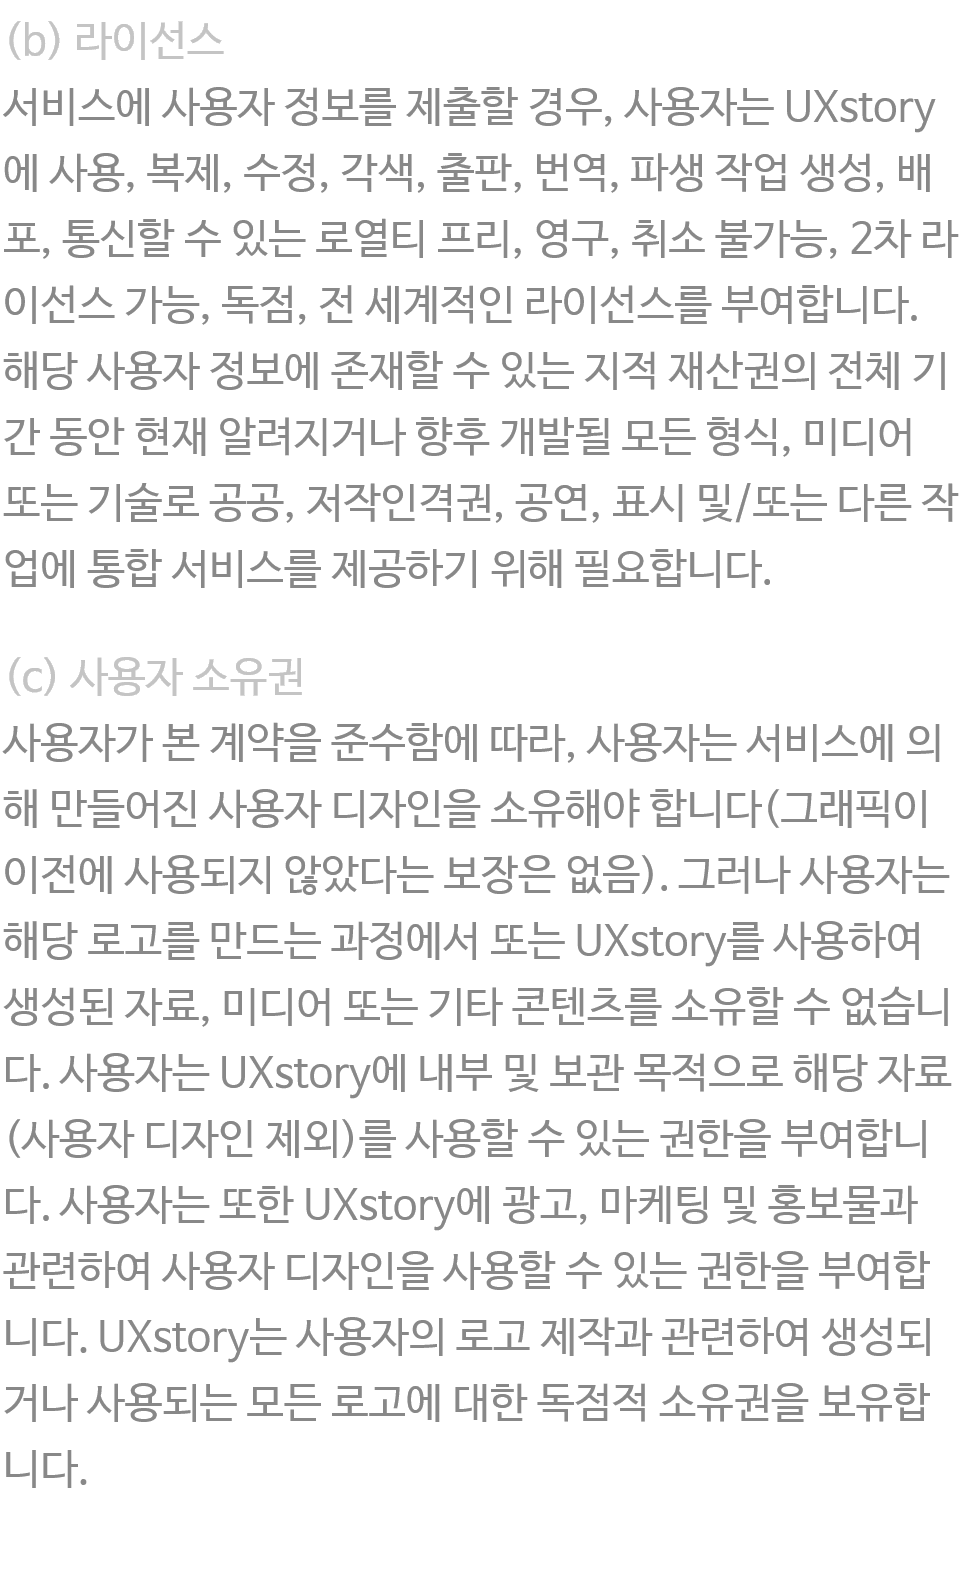 (b) 라이선스
서비스에 사용자 정보를 제출할 경우, 사용자는 UXstory
에 사용, 복제, 수정, 각색, 출판, 번역, 파생 작업 생성, 배
포, 통신할 수 있는 로열티 프리, 영구, 취소 불가능, 2차 라
이선스 가능, 독점, 전 세계적인 라이선스를 부여합니다.
해당 사용자 정보에 존재할 수 있는 지적 재산권의 전체 기
간 동안 현재 알려지거나 향후 개발될 모든 형식, 미디어
또는 기술로 공공, 저작인격권, 공연, 표시 및/또는 다른 작
업에 통합 서비스를 제공하기 위해 필요합니다.
(c) 사용자 소유권
사용자가 본 계약을 준수함에 따라, 사용자는 서비스에 의
해 만들어진 사용자 디자인을 소유해야 합니다(그래픽이
이전에 사용되지 않았다는 보장은 없음). 그러나 사용자는
해당 로고를 만드는 과정에서 또는 UXstory를 사용하여
생성된 자료, 미디어 또는 기타 콘텐츠를 소유할 수 없습니
다. 사용자는 UXstory에 내부 및 보관 목적으로 해당 자료
(사용자 디자인 제외)를 사용할 수 있는 권한을 부여합니
다. 사용자는 또한 UXstory에 광고, 마케팅 및 홍보물과
관련하여 사용자 디자인을 사용할 수 있는 권한을 부여합
니다. UXstory는 사용자의 로고 제작과 관련하여 생성되
거나 사용되는 모든 로고에 대한 독점적 소유권을 보유합
니다.